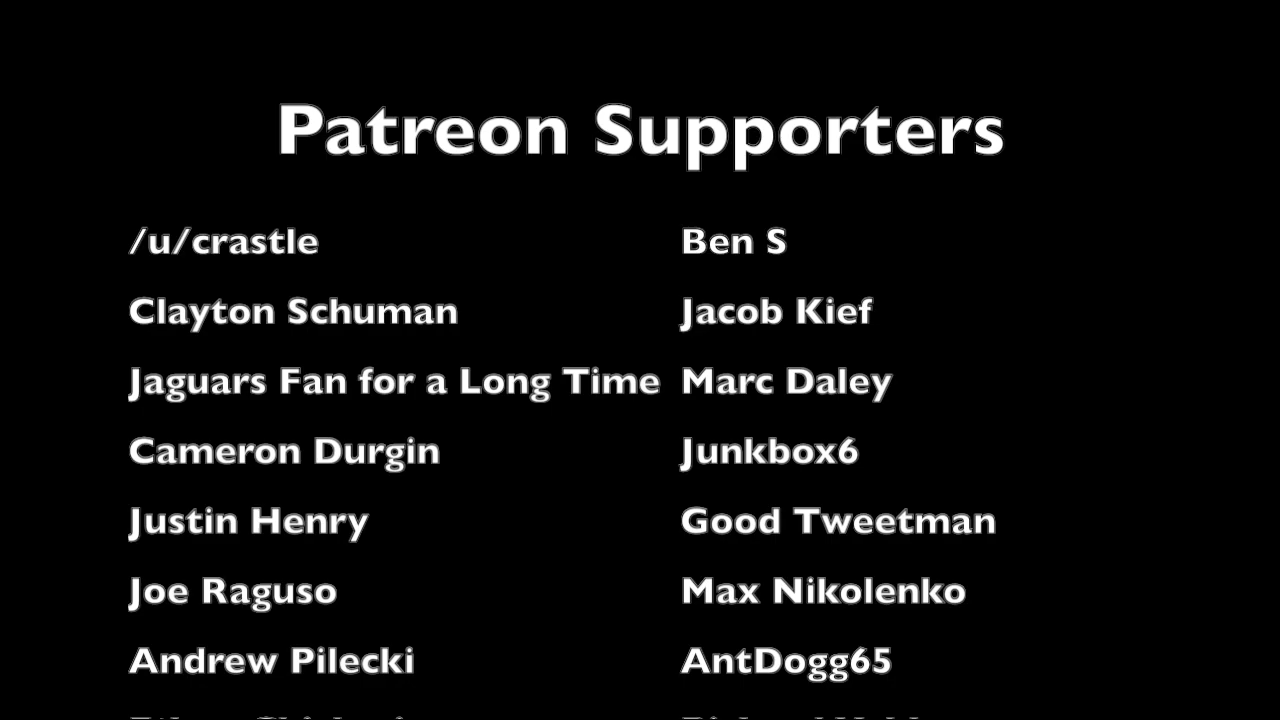 Patreon Supporters
/u/crastle
Ben S
Clayton Schuman
Jacob Kief
Jaguars Fan for a Long Time
Marc Daley
Cameron Durgin
Junkbox6
Justin Henry
Good Tweetman
Joe Raguso
Max Nikolenko
Andrew Pilecki
AntDogg65